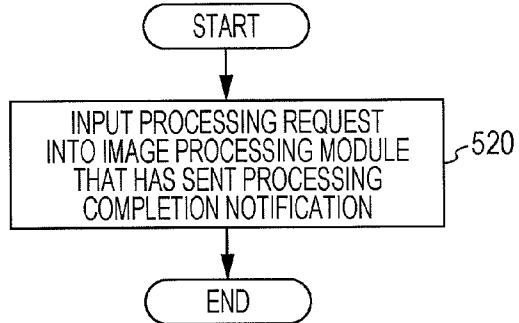 START
INPUT PROCESSING REQUEST
INTO IMAGE PROCESSING MODULE
THAT HAS SENT PROCESSING
COMPLETION NOTIFICATION
520
END